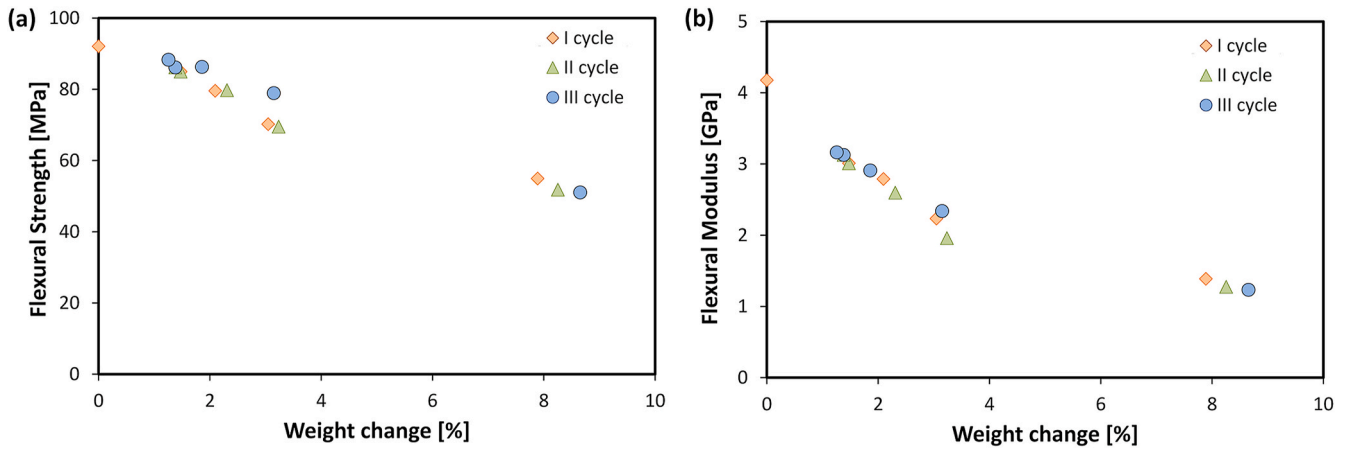 (a)
Flexural Strength [MPa]
100
80
60
40
20
0
0 2 4 6 8 10
Weight change [%]
I cycle
II cycle
III cycle
(b)
Flexural Modulus [GPa]
5
4
3
2
1
0
0 2 4 6 8 10
Weight change [%]
I cycle
II cycle
III cycle